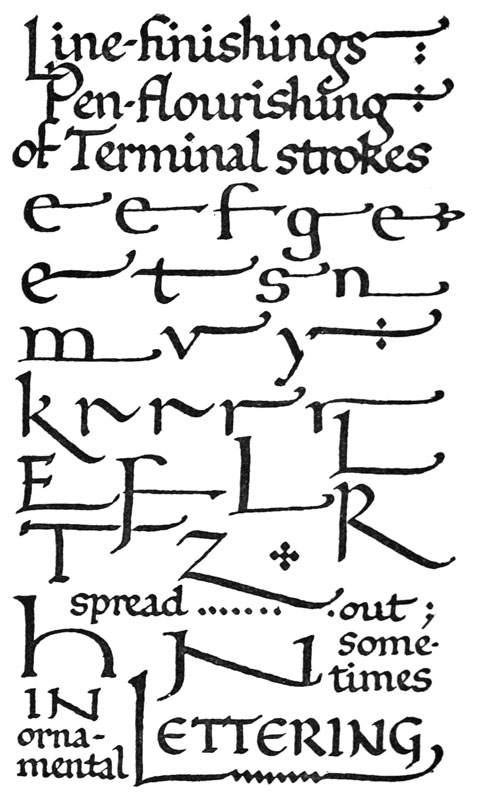 Line-finishings
Pen-flourishing
of Terminal strokes
e e f g e
e t s n
m v y
k r r r r L
E F L R
T Z
spread ....... out ;
h N some-
times
IN
orna-
mental LETTERING,